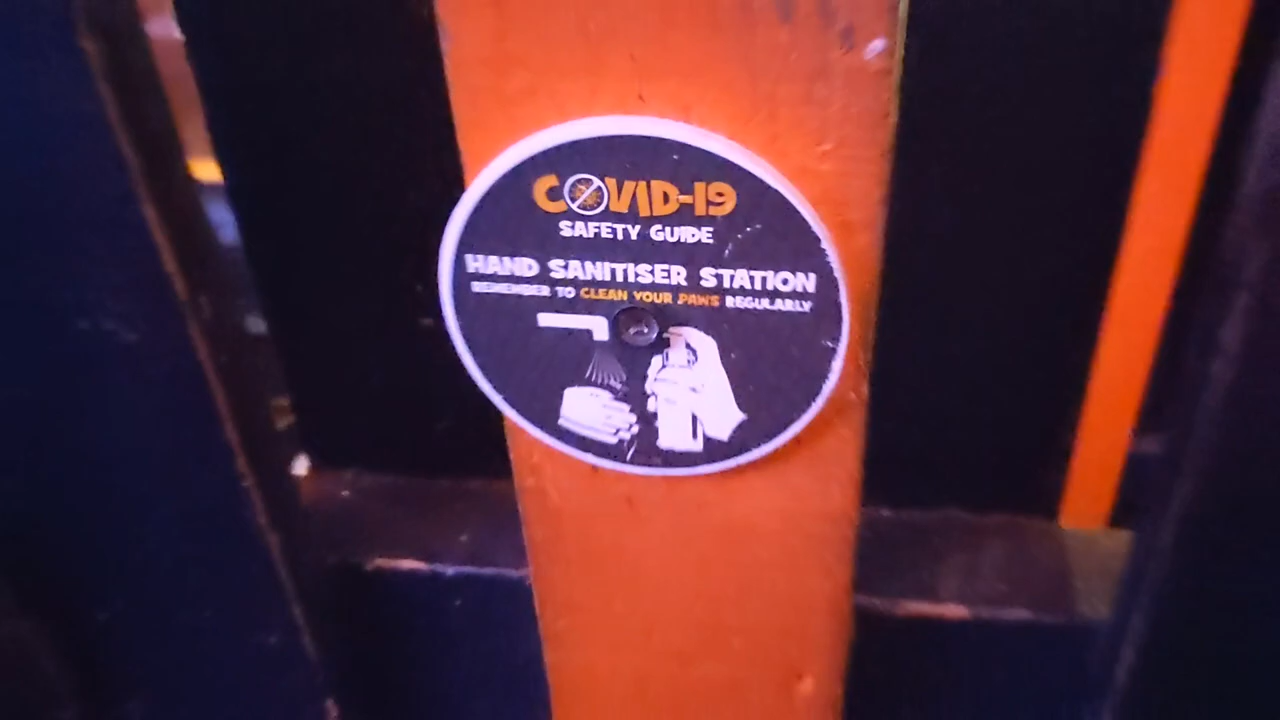 COVID-19
SAFETY GUIDE
HAND SANITISER STATION
REMEMBER TO CLEAN YOUR PAWS REGULARLY